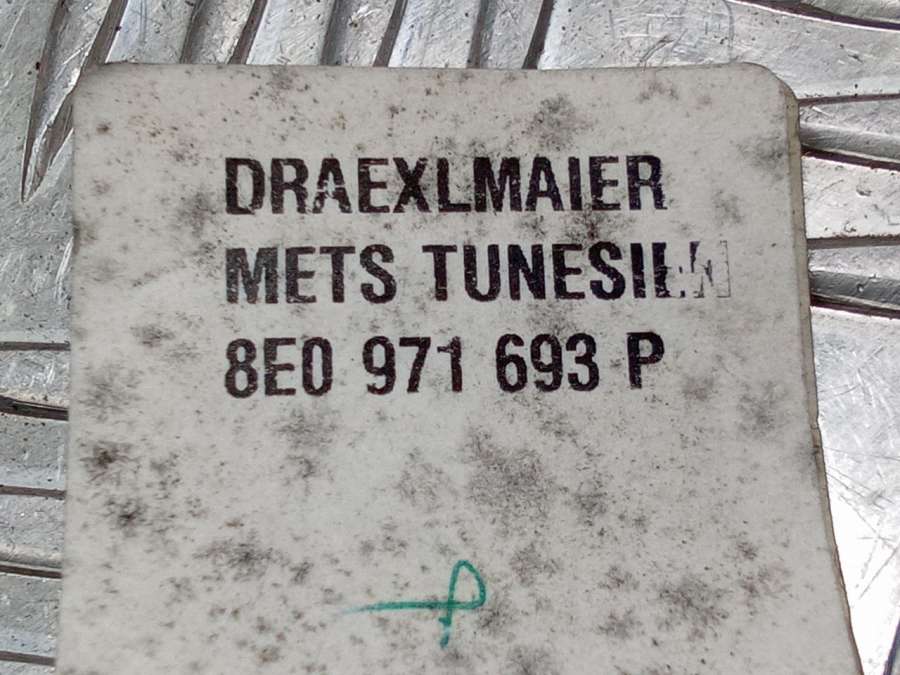 DRAEXLMAIER
METS TUNESIEN
8E0 971 693 P